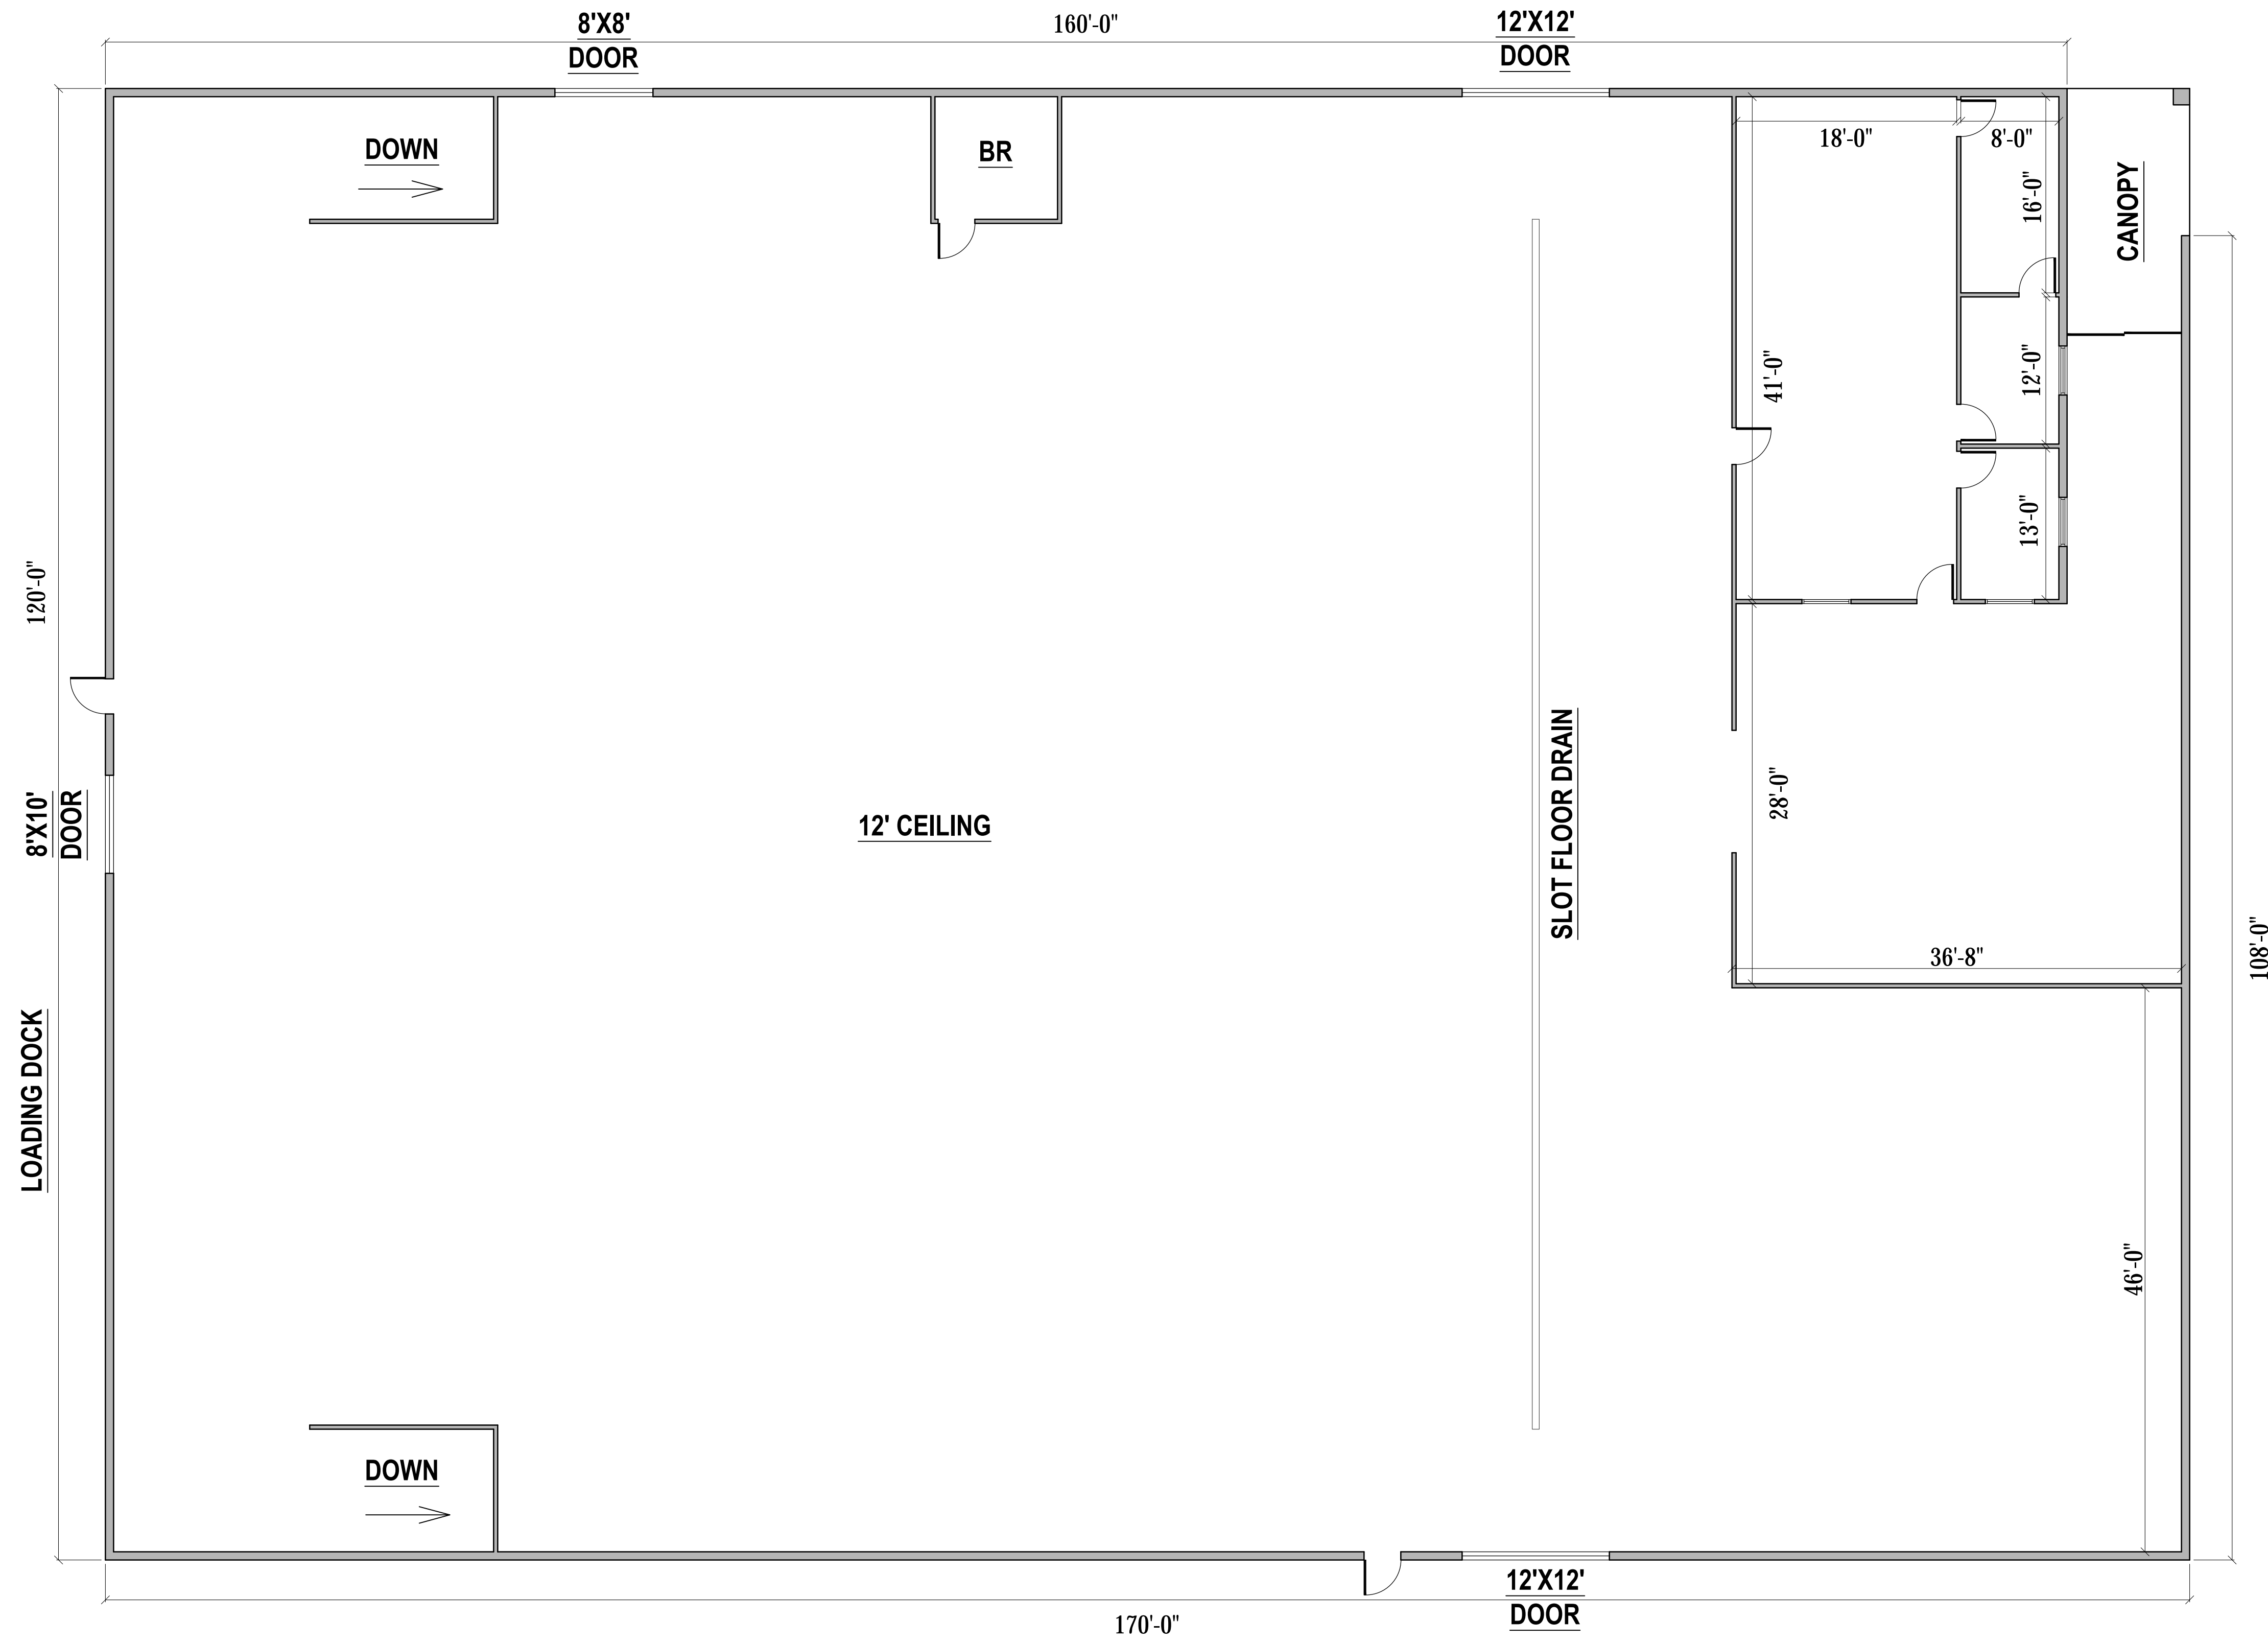 8'X8'
DOOR
160'-0"
12'X12'
DOOR
DOWN
BR
18'-0"
8'-0"
16'-0"
CANOPY
41'-0"
12'-0"
13'-0"
120'-0"
8'X10'
DOOR
12' CEILING
SLOT FLOOR DRAIN
28'-0"
36'-8"
108'-0"
LOADING DOCK
46'-0"
DOWN
12'X12'
DOOR
170'-0"